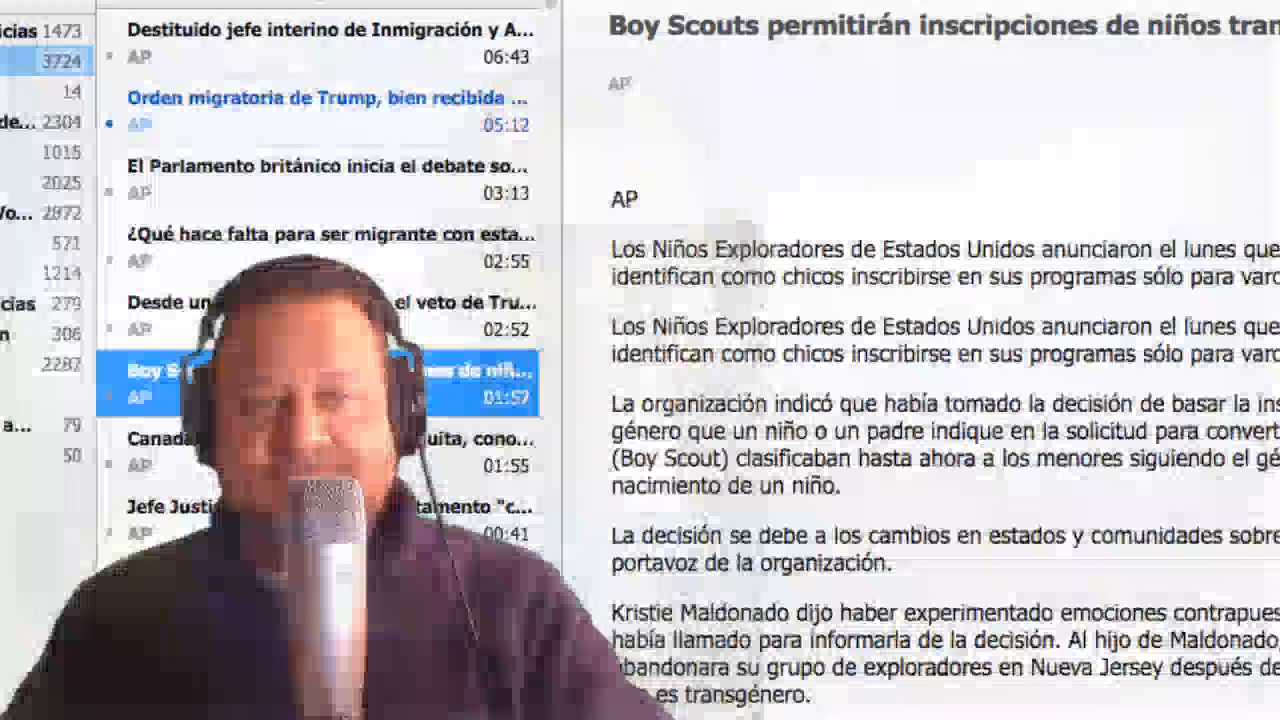 icias 1473
3724
14
de... 2304
1015
2025
Vo... 2972
571
1214
cias 279
n 306
2287
a... 79
50
Destituido jefe interino de Inmigración y A...
AP 06:43
Orden migratoria de Trump, bien recibida ...
AP 05:12
El Parlamento británico inicia el debate so...
AP 03:13
¿Qué hace falta para ser migrante con esta...
AP 02:55
Desde un el veto de Tru...
AP 02:52
Boy S de niñ...
AP 01:57
Canadá uita, cono...
AP 01:55
Jefe Justi tamento "c...
AP 00:41
Boy Scouts permitirán inscripciones de niños tran
AP
AP
Los Niños Exploradores de Estados Unidos anunciaron el lunes que
identifican como chicos inscribirse en sus programas sólo para varo
Los Niños Exploradores de Estados Unidos anunciaron el lunes que
identifican como chicos inscribirse en sus programas sólo para varo
La organización indicó que había tomado la decisión de basar la ins
género que un niño o un padre indique en la solicitud para convert
(Boy Scout) clasificaban hasta ahora a los menores siguiendo el gé
nacimiento de un niño.
La decisión se debe a los cambios en estados y comunidades sobre
portavoz de la organización.
Kristie Maldonado dijo haber experimentado emociones contrapues
había llamado para informarla de la decisión. Al hijo de Maldonado,
abandonara su grupo de exploradores en Nueva Jersey después de
es transgénero.